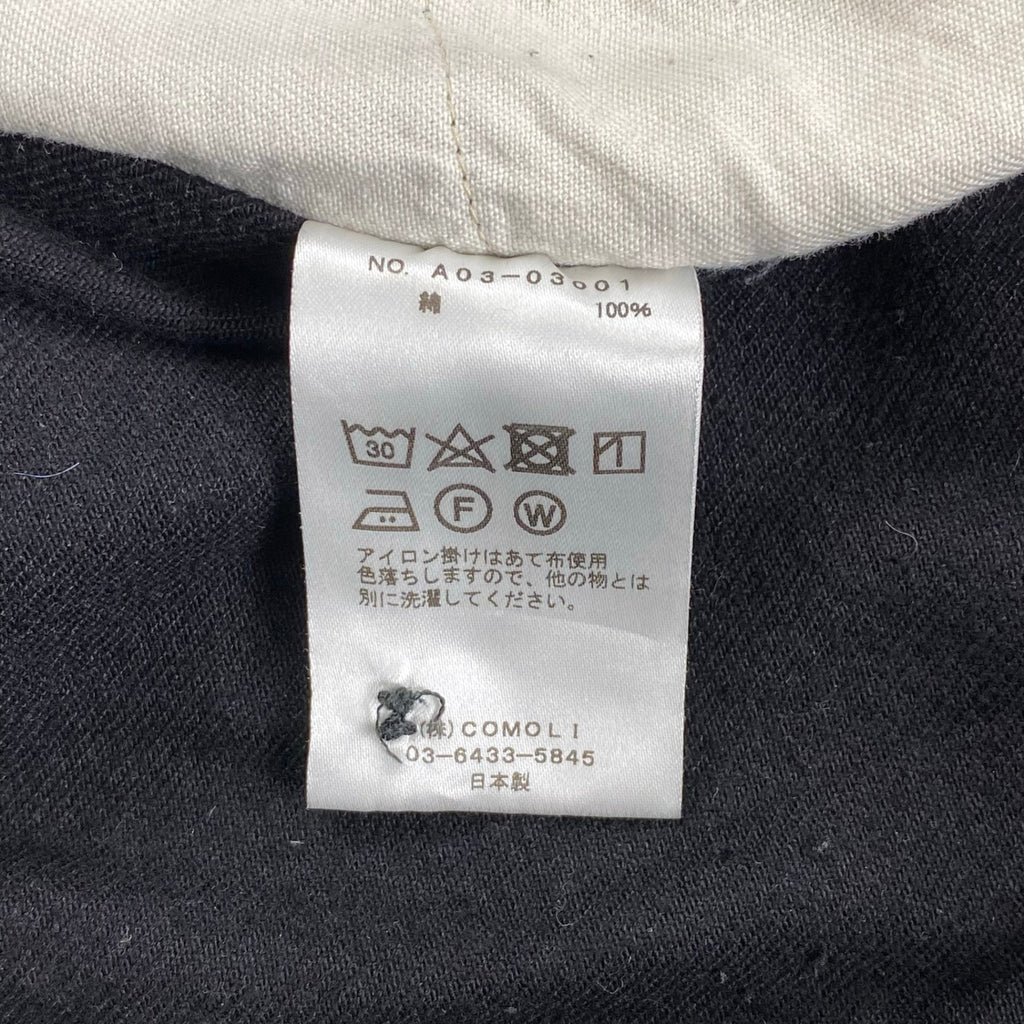 NO. A03-03601
綿 100%
30
F W
アイロン掛けはあて布使用
色落ちしますので、他の物とは
別に洗濯してください。
(株)COMOLI
03-6433-5845
日本製